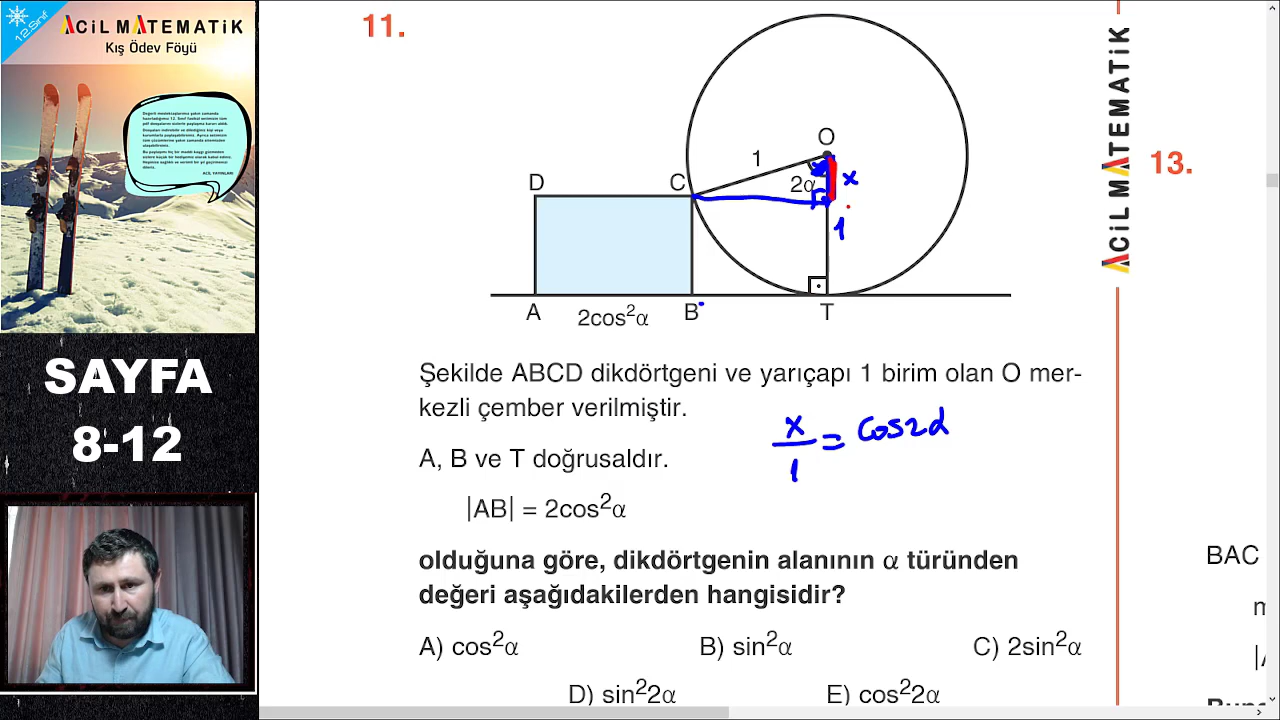 12.Sınıf
ACiL MATEMATiK
Kış Ödev Föyü
ACİL YAYINLARI
SAYFA
8-12
11.
O
1
2α
x
1
D
C
A
2cos²α
B
T
Şekilde ABCD dikdörtgeni ve yarıçapı 1 birim olan O mer-
kezli çember verilmiştir.
x/1 = cos2α
A, B ve T doğrusaldır.
|AB| = 2cos²α
olduğuna göre, dikdörtgenin alanının α türünden
değeri aşağıdakilerden hangisidir?
A) cos²α
B) sin²α
C) 2sin²α
D) sin²2α
E) cos²2α
ACiL MATEMATiK
13.
BAC